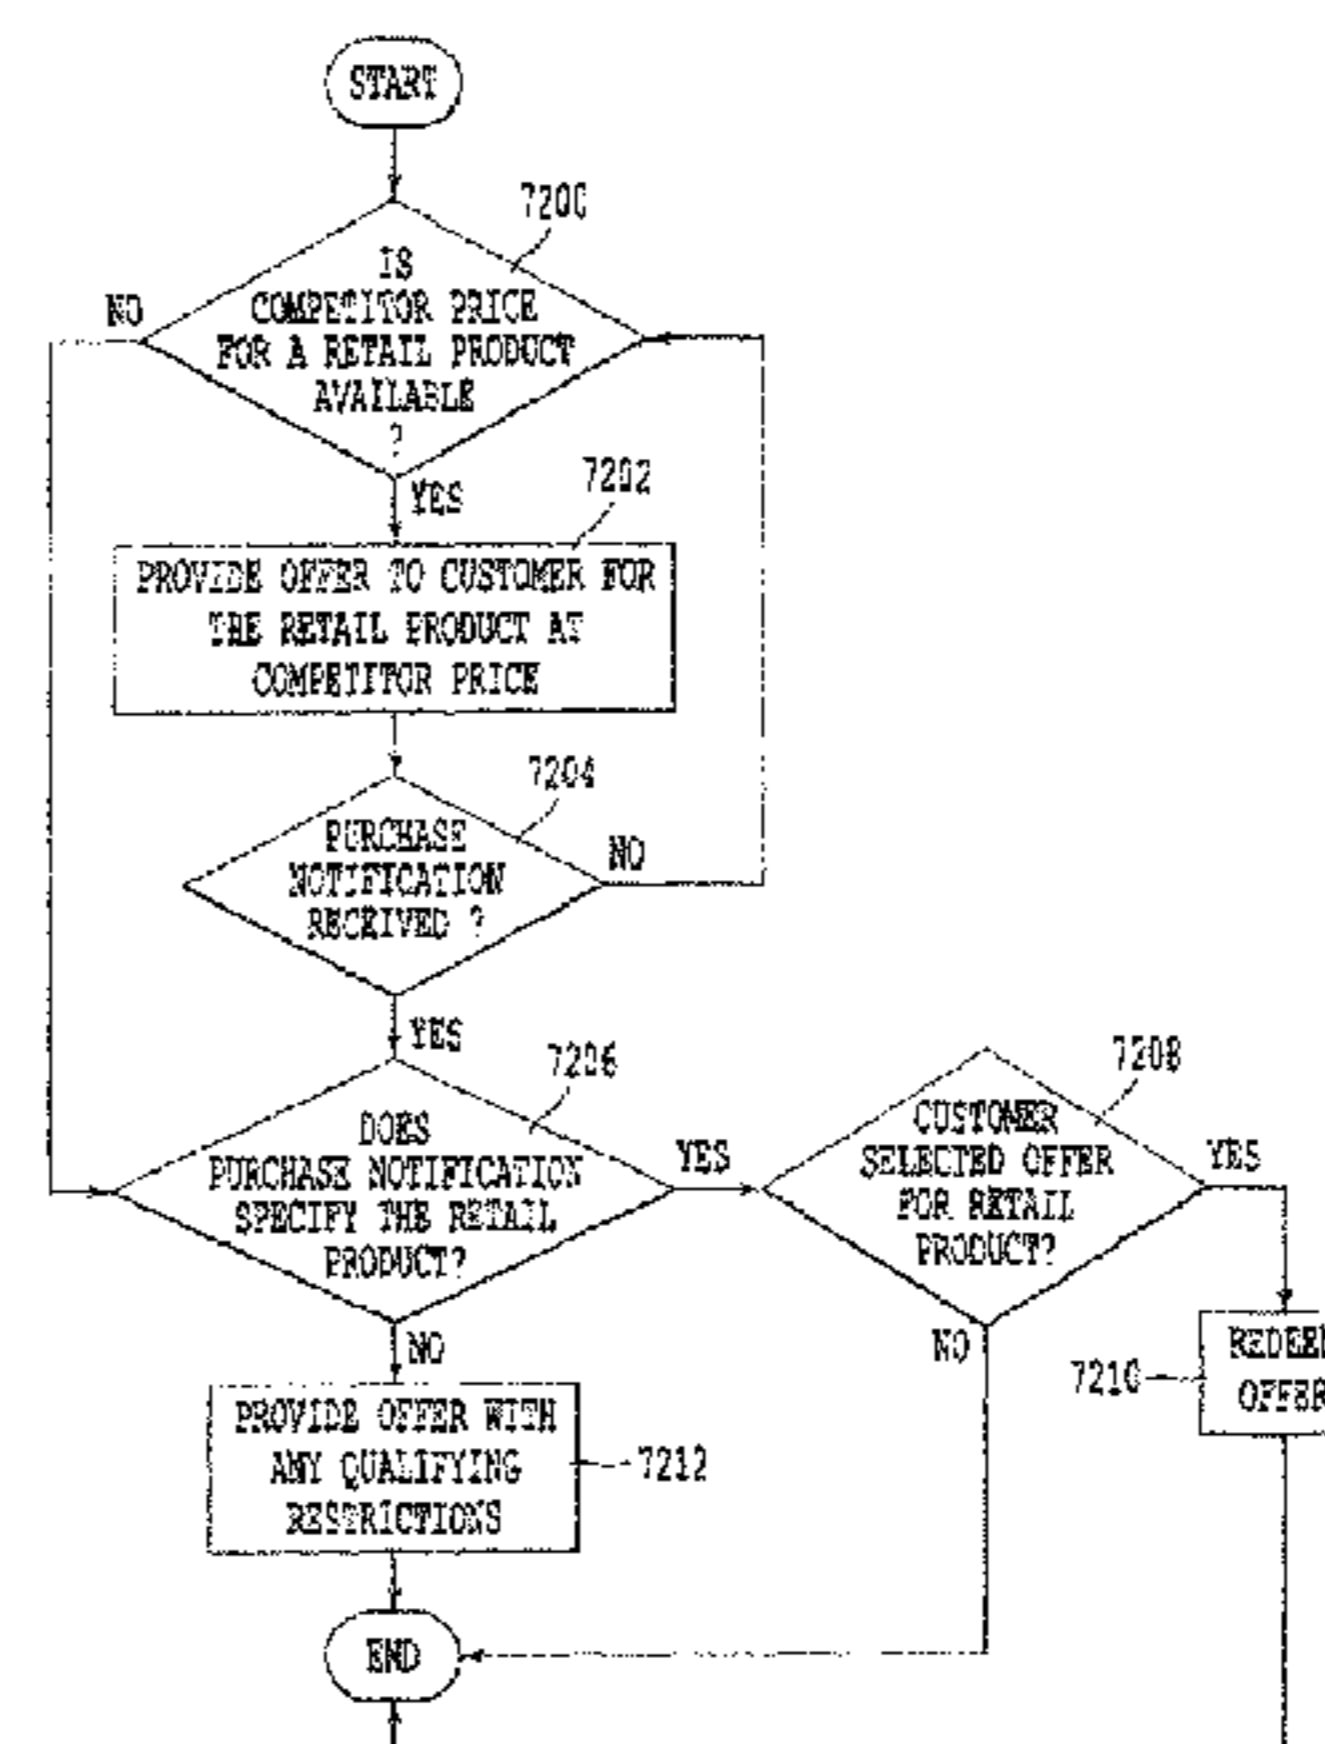 START
7200
IS
COMPETITOR PRICE
FOR A RETAIL PRODUCT
AVAILABLE
?
NO
YES
7202
PROVIDE OFFER TO CUSTOMER FOR
THE RETAIL PRODUCT AT
COMPETITOR PRICE
7204
PURCHASE
NOTIFICATION
RECEIVED ?
NO
YES
7206
DOES
PURCHASE NOTIFICATION
SPECIFY THE RETAIL
PRODUCT?
YES
7208
CUSTOMER
SELECTED OFFER
FOR RETAIL
PRODUCT?
YES
NO
NO
7210
REDEEM
OFFER
PROVIDE OFFER WITH
ANY QUALIFYING
RESTRICTIONS
7212
END